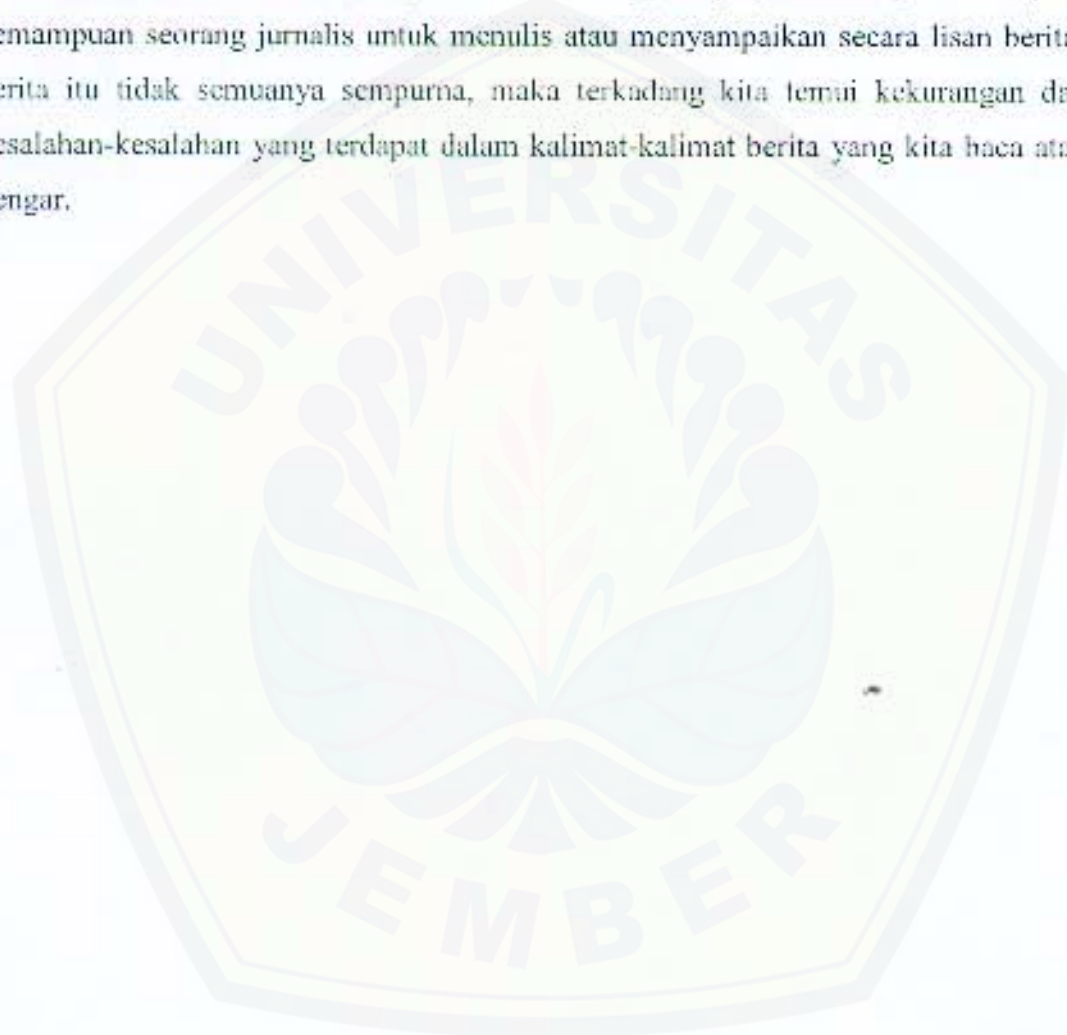 emampuan seorang jurnalis untuk menulis atau menyampaikan secara lisan berita
erita itu tidak semuanya sempurna, maka terkadang kita temui kekurangan da
esalahan-kesalahan yang terdapat dalam kalimat-kalimat berita yang kita baca ata
engar.
UNIVERSITAS
JEMBER